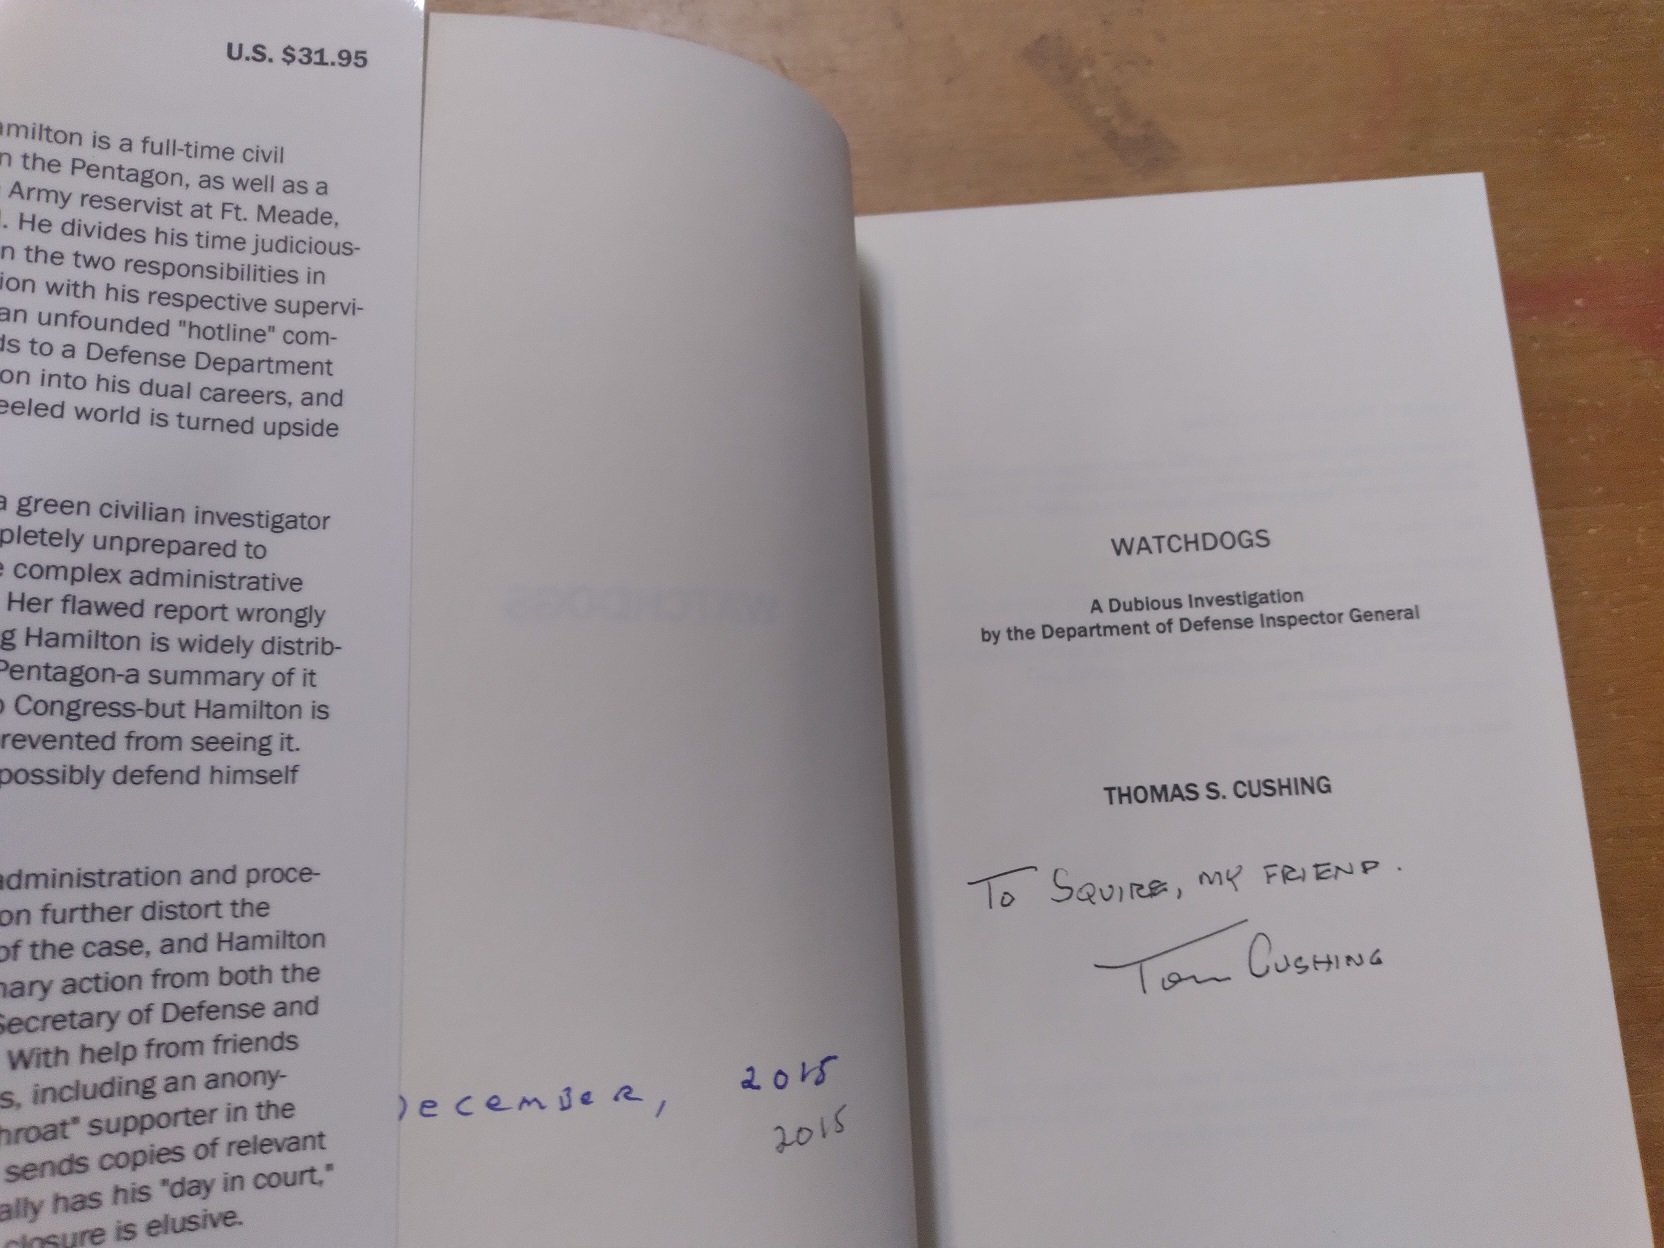 U.S. $31.95
amilton is a full-time civil
n the Pentagon, as well as a
Army reservist at Ft. Meade,
. He divides his time judicious-
n the two responsibilities in
ion with his respective supervi-
an unfounded "hotline" com-
ds to a Defense Department
on into his dual careers, and
eeled world is turned upside
a green civilian investigator
pletely unprepared to
e complex administrative
Her flawed report wrongly
g Hamilton is widely distrib-
Pentagon-a summary of it
o Congress-but Hamilton is
revented from seeing it.
possibly defend himself
administration and proce-
on further distort the
of the case, and Hamilton
nary action from both the
Secretary of Defense and
With help from friends
s, including an anony-
hroat" supporter in the
sends copies of relevant
ally has his "day in court,"
closure is elusive.
December, 2015
2015
WATCHDOGS
A Dubious Investigation
by the Department of Defense Inspector General
THOMAS S. CUSHING
To SQUIRE, MY FRIEND.
Tom CUSHING